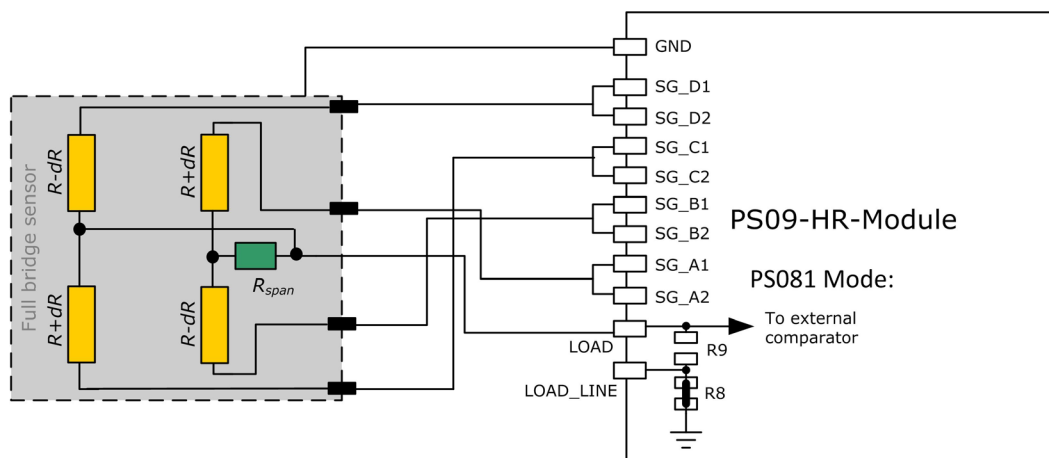 Full bridge sensor
R-dR
R+dR
R+dR
R-dR
Rspan
GND
SG_D1
SG_D2
SG_C1
SG_C2
SG_B1
SG_B2
SG_A1
SG_A2
LOAD
LOAD_LINE
PS09-HR-Module
PS081 Mode:
To external
comparator
R9
R8